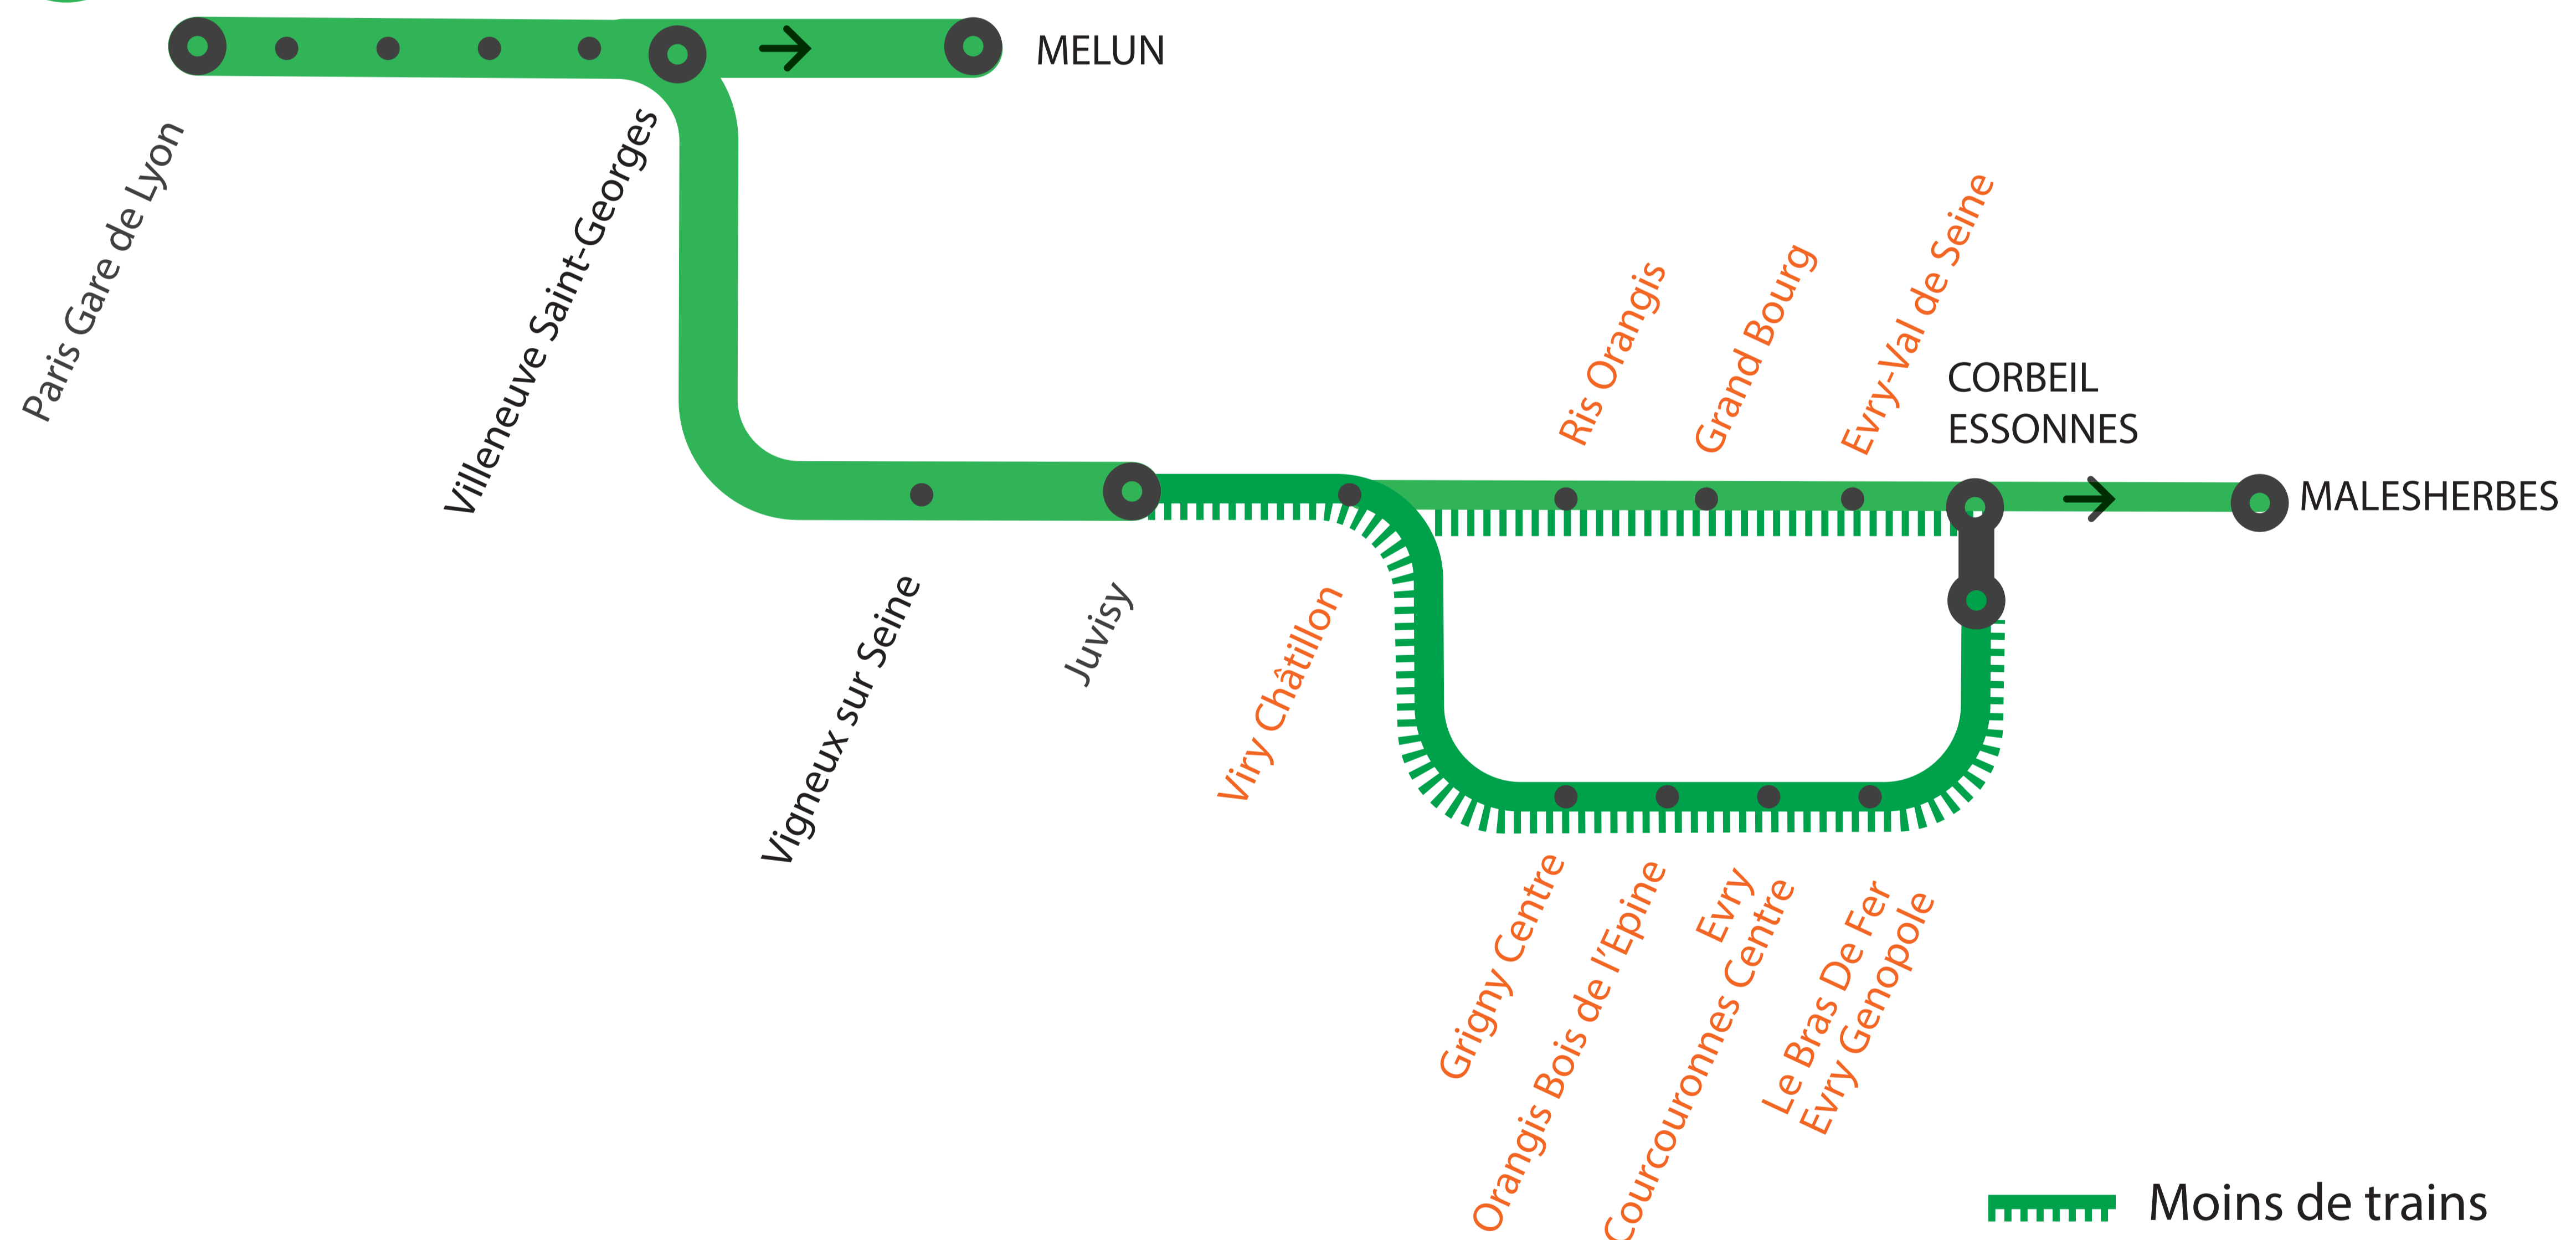 MELUN
Paris Gare de Lyon
Villeneuve Saint-Georges
Vigneux sur Seine
Juvisy
Viry Châtillon
Ris Orangis
Grand Bourg
Evry-Val de Seine
CORBEIL
ESSONNES
MALESHERBES
Grigny Centre
Orangis Bois de l'Epine
Evry
Courcouronnes Centre
Le Bras De Fer
Evry Genopole
Moins de trains